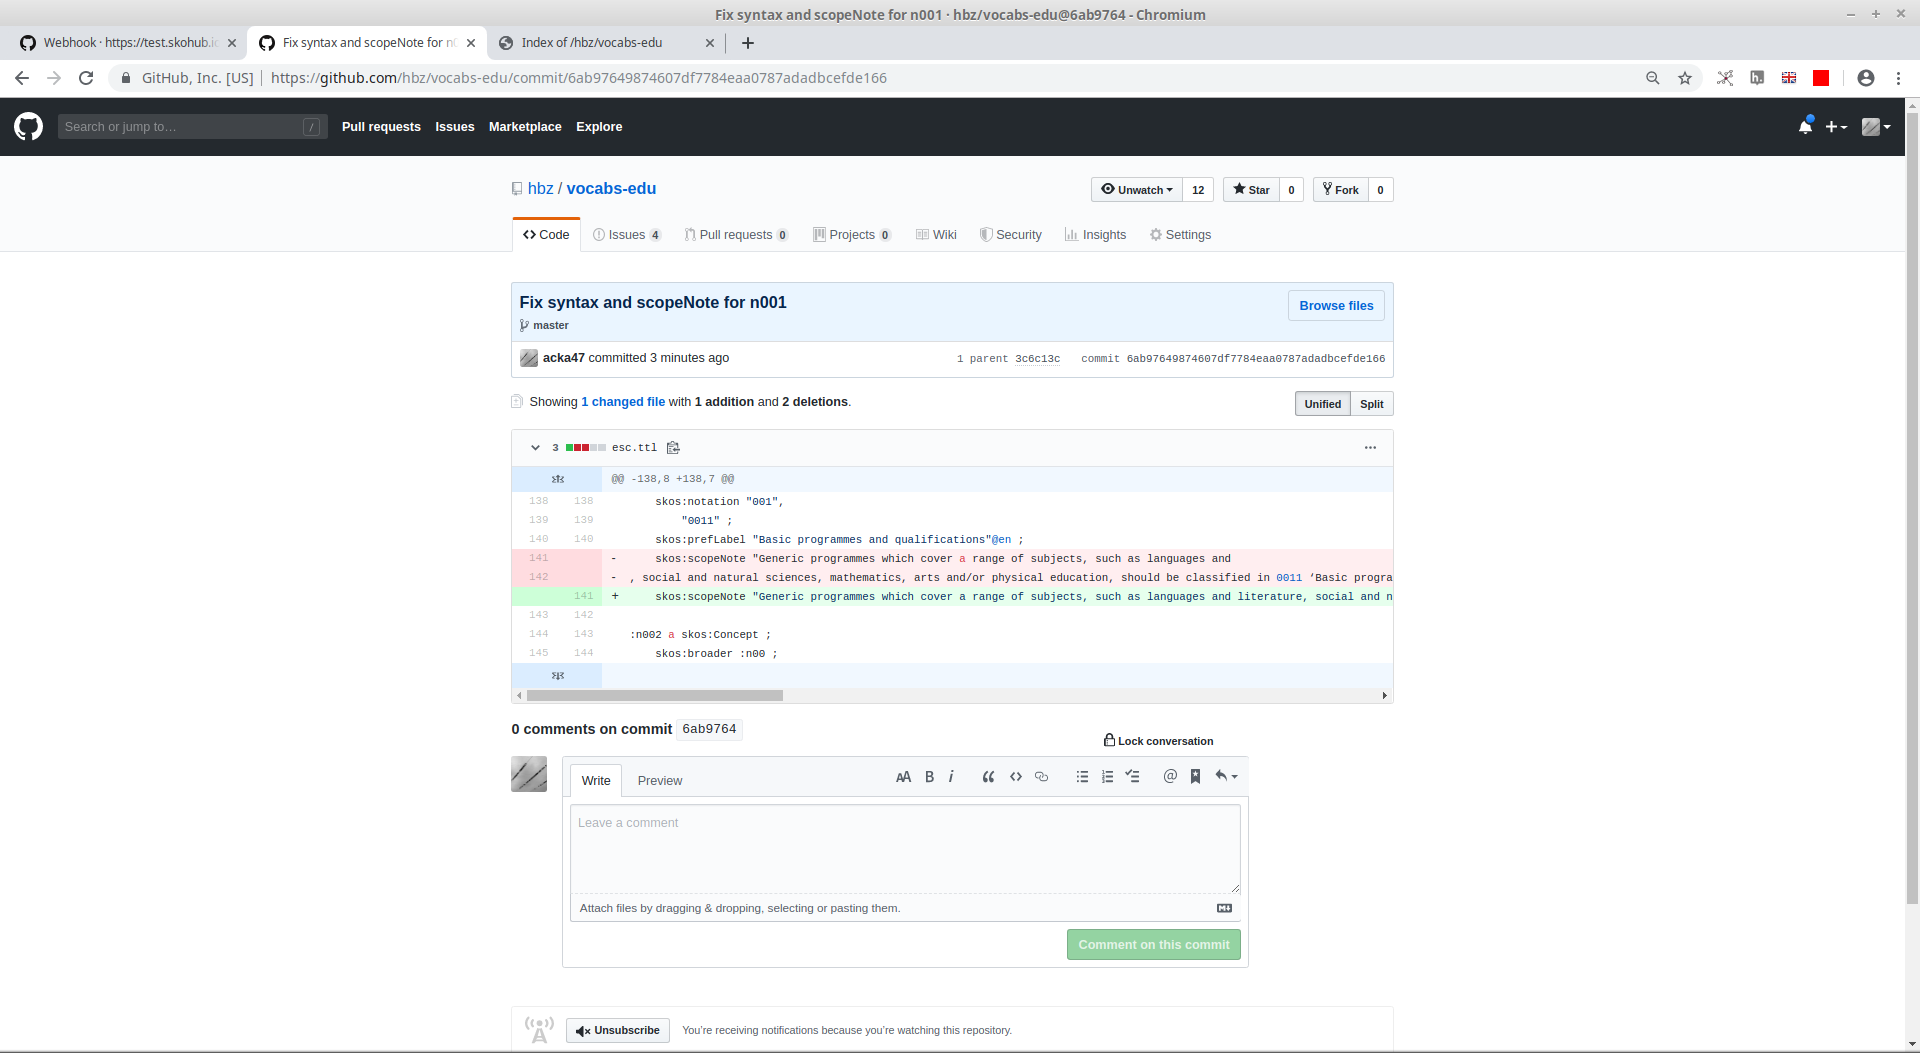 Fix syntax and scopeNote for n001 · hbz/vocabs-edu@6ab9764 - Chromium
Webhook · https://test.skohub.i
Fix syntax and scopeNote for n0
Index of /hbz/vocabs-edu
GitHub, Inc. [US] https://github.com/hbz/vocabs-edu/commit/6ab97649874607df7784eaa0787adadbcefde166
Search or jump to… /
Pull requests Issues Marketplace Explore
hbz / vocabs-edu
Unwatch 12 Star 0 Fork 0
Code Issues 4 Pull requests 0 Projects 0 Wiki Security Insights Settings
Fix syntax and scopeNote for n001
Browse files
master
acka47 committed 3 minutes ago 1 parent 3c6c13c commit 6ab97649874607df7784eaa0787adadbcefde166
Showing 1 changed file with 1 addition and 2 deletions.
Unified Split
3 esc.ttl
@@ -138,8 +138,7 @@
138 138 skos:notation "001",
139 139 "0011" ;
140 140 skos:prefLabel "Basic programmes and qualifications"@en ;
141 - skos:scopeNote "Generic programmes which cover a range of subjects, such as languages and
142 - , social and natural sciences, mathematics, arts and/or physical education, should be classified in 0011 ‘Basic progra
141 + skos:scopeNote "Generic programmes which cover a range of subjects, such as languages and literature, social and n
143 142
144 143 :n002 a skos:Concept ;
145 144 skos:broader :n00 ;
0 comments on commit 6ab9764
Lock conversation
Write Preview
AA B i
Leave a comment
Attach files by dragging & dropping, selecting or pasting them.
Comment on this commit
Unsubscribe You’re receiving notifications because you’re watching this repository.